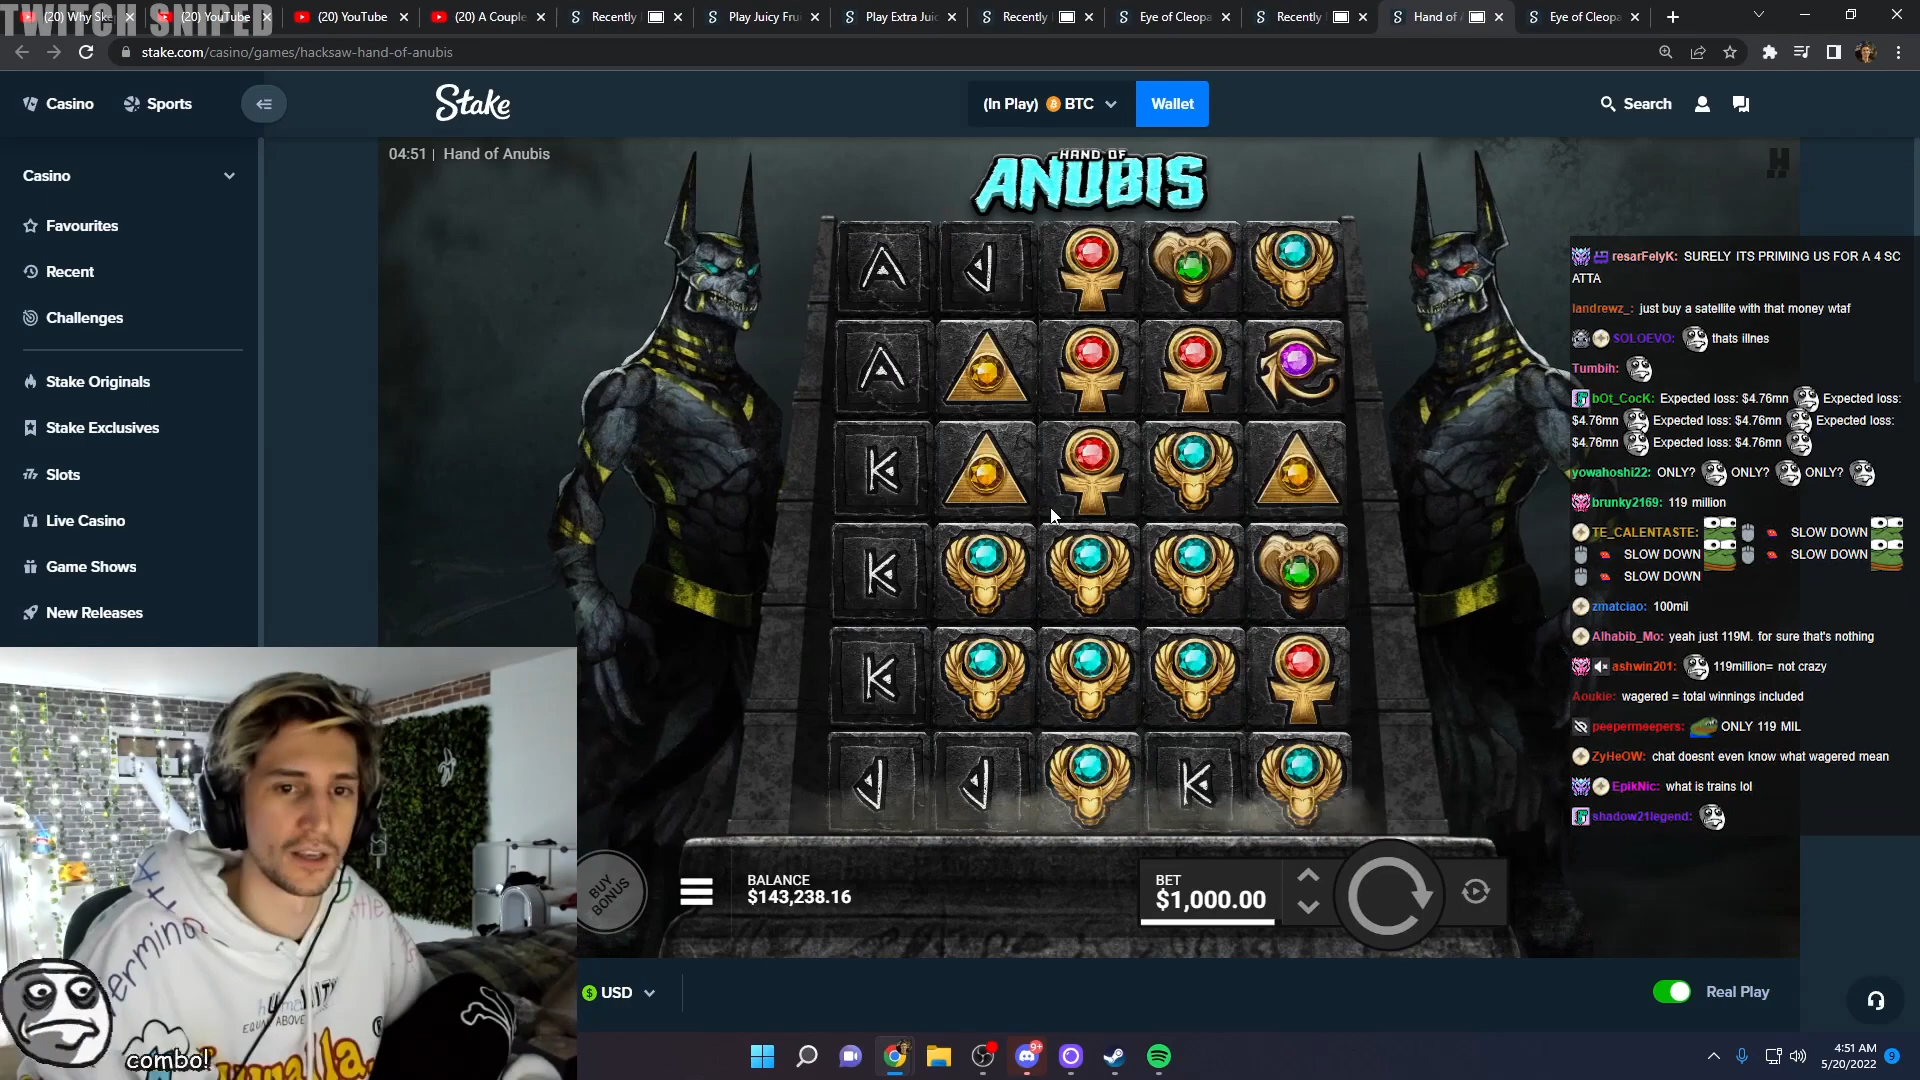 TWITCH SNIPED
(20) Why Ske
(20) YouTube
(20) YouTube
(20) A Couple
Recently
Play Juicy Fru
Play Extra Jui
Recently
Eye of Cleopa
Recently
Hand of
Eye of Cleopa
stake.com/casino/games/hacksaw-hand-of-anubis
Casino
Sports
Stake
(In Play) BTC
Wallet
Search
Casino
Favourites
Recent
Challenges
Stake Originals
Stake Exclusives
Slots
Live Casino
Game Shows
New Releases
04:51 | Hand of Anubis
HAND OF
ANUBIS
A
J
A
K
K
K
J
J
K
resarFelyK: SURELY ITS PRIMING US FOR A 4 SC
ATTA
landrewz_: just buy a satellite with that money wtaf
SOLOEVO: thats illnes
Tumbih:
bOt_CocK: Expected loss: $4.76mn Expected loss:
$4.76mn Expected loss: $4.76mn Expected loss:
$4.76mn Expected loss: $4.76mn
yowahoshi22: ONLY? ONLY? ONLY?
brunky2169: 119 million
TE_CALENTASTE: SLOW DOWN
SLOW DOWN SLOW DOWN
SLOW DOWN
zmatciao: 100mil
Alhabib_Mo: yeah just 119M. for sure that's nothing
ashwin201: 119million= not crazy
Aoukie: wagered = total winnings included
peepermeepers: ONLY 119 MIL
ZyHeOW: chat doesnt even know what wagered mean
EpikNic: what is trains lol
shadow21legend:
BUY
BONUS
BALANCE
$143,238.16
BET
$1,000.00
USD
Real Play
EQUAL ABOVE
combo!
9+
4:51 AM
5/20/2022
9